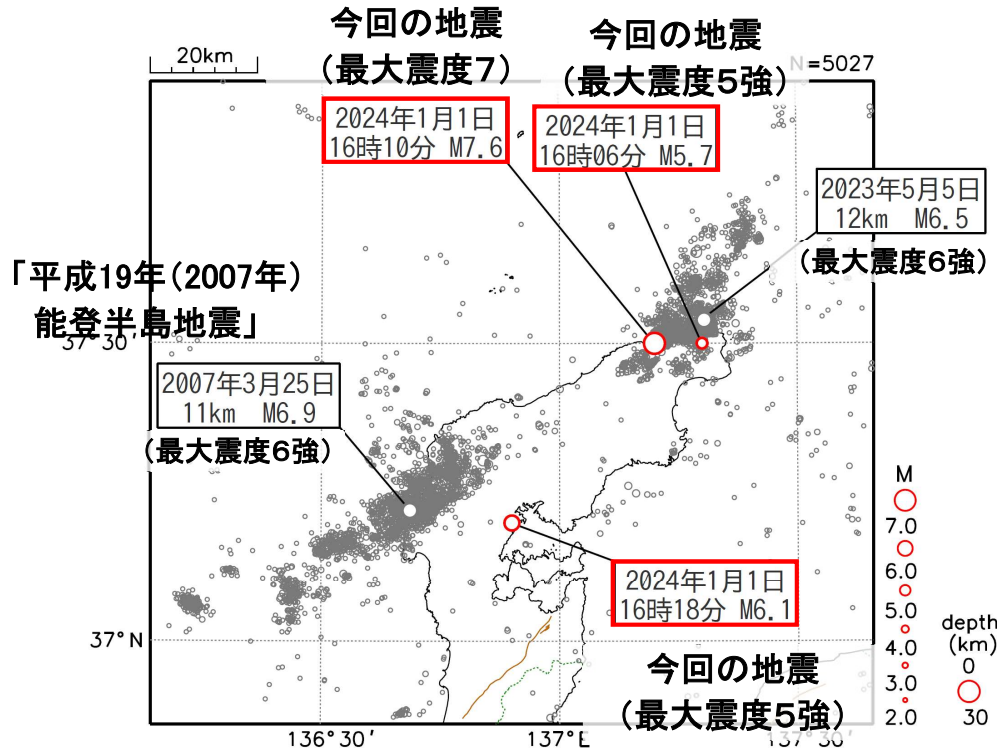 今回の地震
(最大震度7)
今回の地震
(最大震度5強)
20km
N=5027
2024年1月1日
16時10分 M7.6
2024年1月1日
16時06分 M5.7
2023年5月5日
12km M6.5
(最大震度6強)
「平成19年(2007年)
能登半島地震」
37°30′
2007年3月25日
11km M6.9
(最大震度6強)
2024年1月1日
16時18分 M6.1
今回の地震
(最大震度5強)
37°N
136°30′
137°E
137°30′
M
7.0
6.0
5.0
4.0
3.0
2.0
depth
(km)
0
30